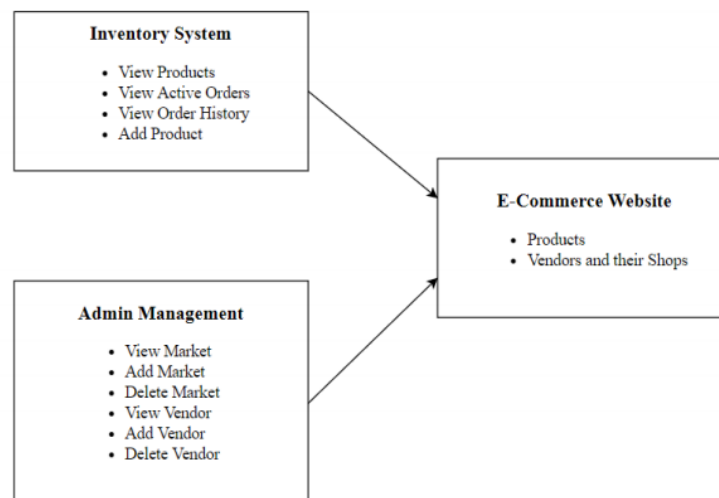 Inventory System
• View Products
• View Active Orders
• View Order History
• Add Product
E-Commerce Website
• Products
• Vendors and their Shops
Admin Management
• View Market
• Add Market
• Delete Market
• View Vendor
• Add Vendor
• Delete Vendor